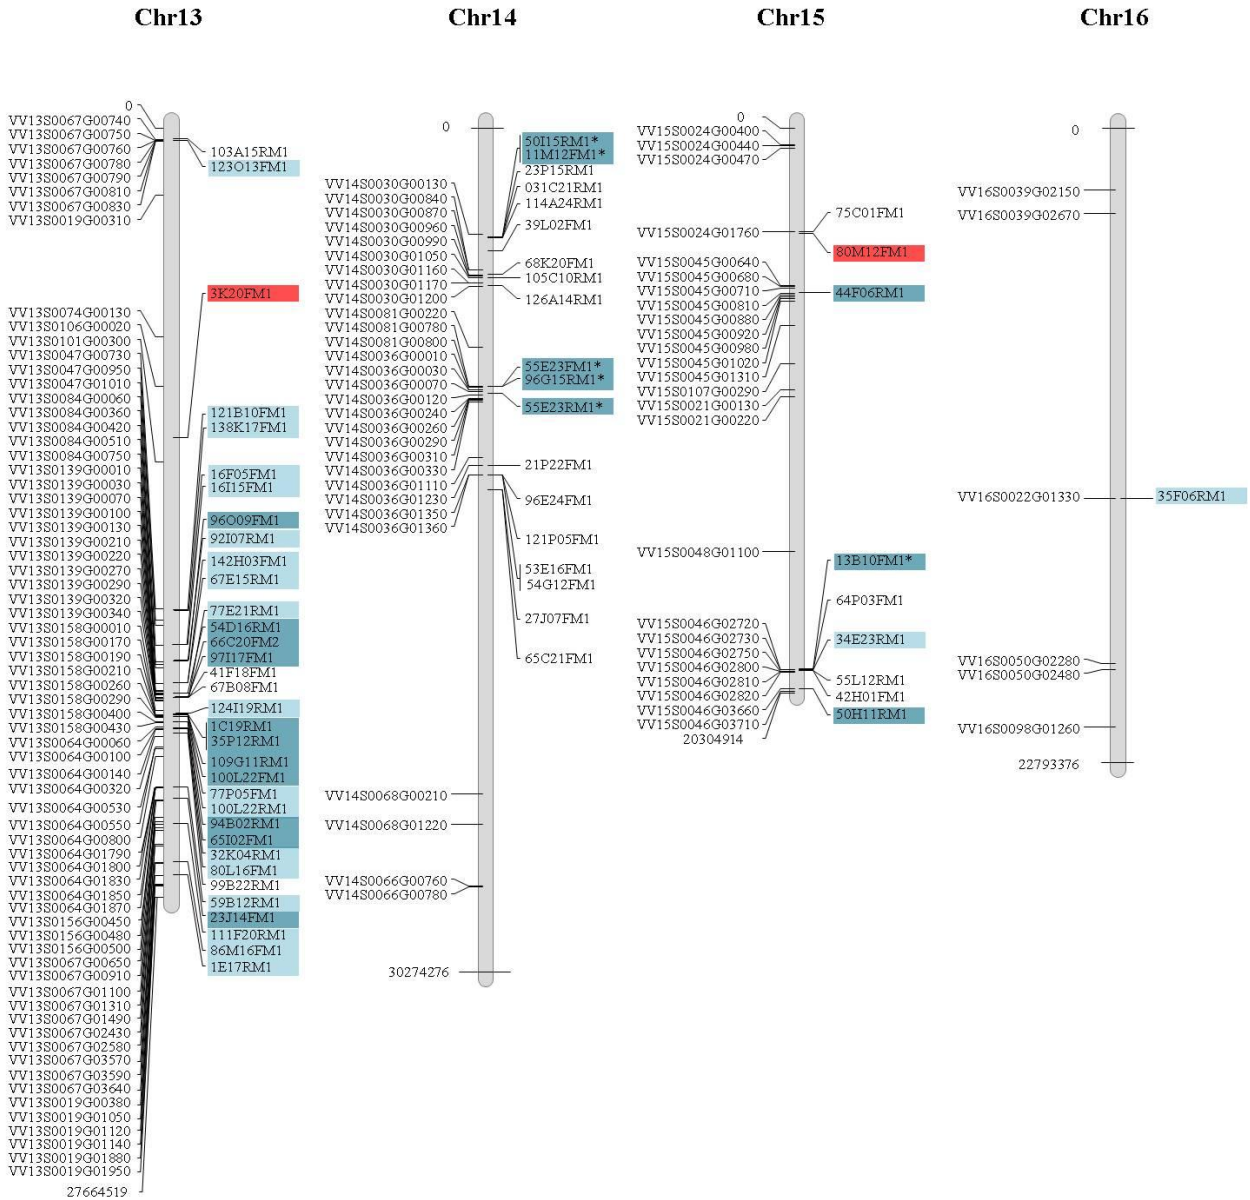 Chr13
0
VV13S0067G00740
VV13S0067G00750
VV13S0067G00760
VV13S0067G00780
VV13S0067G00790
VV13S0067G00810
VV13S0067G00830
VV13S0019G00310
VV13S0074G00130
VV13S0106G00020
VV13S0101G00300
VV13S0047G00730
VV13S0047G00950
VV13S0047G01010
VV13S0084G00060
VV13S0084G00360
VV13S0084G00420
VV13S0084G00510
VV13S0084G00750
VV13S0139G00010
VV13S0139G00030
VV13S0139G00070
VV13S0139G00100
VV13S0139G00130
VV13S0139G00210
VV13S0139G00220
VV13S0139G00270
VV13S0139G00290
VV13S0139G00320
VV13S0139G00340
VV13S0158G00010
VV13S0158G00170
VV13S0158G00190
VV13S0158G00210
VV13S0158G00260
VV13S0158G00290
VV13S0158G00400
VV13S0158G00430
VV13S0064G00060
VV13S0064G00100
VV13S0064G00140
VV13S0064G00320
VV13S0064G00530
VV13S0064G00550
VV13S0064G00800
VV13S0064G01790
VV13S0064G01800
VV13S0064G01830
VV13S0064G01850
VV13S0064G01870
VV13S0156G00450
VV13S0156G00480
VV13S0156G00500
VV13S0067G00650
VV13S0067G00910
VV13S0067G01100
VV13S0067G01310
VV13S0067G01490
VV13S0067G02430
VV13S0067G02580
VV13S0067G03570
VV13S0067G03590
VV13S0067G03640
VV13S0019G00380
VV13S0019G01050
VV13S0019G01120
VV13S0019G01140
VV13S0019G01880
VV13S0019G01950
27664519
103A15RM1
123O13FM1
3K20FM1
121B10FM1
138K17FM1
16F05FM1
16I15FM1
96O09FM1
92I07RM1
142H03FM1
67E15RM1
77E21RM1
54D16RM1
66C20FM2
97I17FM1
41F18FM1
67B08FM1
124I19RM1
1C19RM1
35P12RM1
109G11RM1
100L22FM1
77P05FM1
100L22RM1
94B02RM1
65I02FM1
32K04RM1
80L16FM1
99B22RM1
59B12RM1
23J14FM1
111F20RM1
86M16FM1
1E17RM1
Chr14
0
VV14S0030G00130
VV14S0030G00840
VV14S0030G00870
VV14S0030G00960
VV14S0030G00990
VV14S0030G01050
VV14S0030G01160
VV14S0030G01170
VV14S0030G01200
VV14S0081G00220
VV14S0081G00780
VV14S0081G00800
VV14S0036G00010
VV14S0036G00030
VV14S0036G00070
VV14S0036G00120
VV14S0036G00240
VV14S0036G00260
VV14S0036G00290
VV14S0036G00310
VV14S0036G00330
VV14S0036G01110
VV14S0036G01230
VV14S0036G01350
VV14S0036G01360
VV14S0068G00210
VV14S0068G01220
VV14S0066G00760
VV14S0066G00780
30274276
50I15RM1*
11M12FM1*
23P15RM1
031C21RM1
114A24RM1
39L02FM1
68K20FM1
105C10RM1
126A14RM1
55E23FM1*
96G15RM1*
55E23RM1*
21P22FM1
96E24FM1
121P05FM1
53E16FM1
54G12FM1
27J07FM1
65C21FM1
Chr15
0
VV15S0024G00400
VV15S0024G00440
VV15S0024G00470
VV15S0024G01760
VV15S0045G00640
VV15S0045G00680
VV15S0045G00710
VV15S0045G00810
VV15S0045G00880
VV15S0045G00920
VV15S0045G00980
VV15S0045G01020
VV15S0045G01310
VV15S0107G00290
VV15S0021G00130
VV15S0021G00220
VV15S0048G01100
VV15S0046G02720
VV15S0046G02730
VV15S0046G02750
VV15S0046G02800
VV15S0046G02810
VV15S0046G02820
VV15S0046G03660
VV15S0046G03710
20304914
75C01FM1
80M12FM1
44F06RM1
13B10FM1*
64P03FM1
34E23RM1
55L12RM1
42H01FM1
50H11RM1
Chr16
0
VV16S0039G02150
VV16S0039G02670
VV16S0022G01330
VV16S0050G02280
VV16S0050G02480
VV16S0098G01260
22793376
35F06RM1